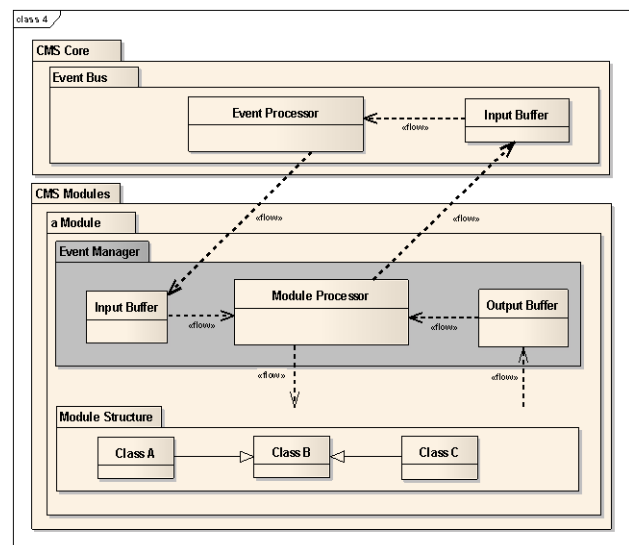 class 4
CMS Core
Event Bus
Event Processor
Input Buffer
«flow»
«flow»
«flow»
CMS Modules
a Module
Event Manager
Input Buffer
Module Processor
Output Buffer
«flow»
«flow»
«flow»
«flow»
Module Structure
Class A
Class B
Class C